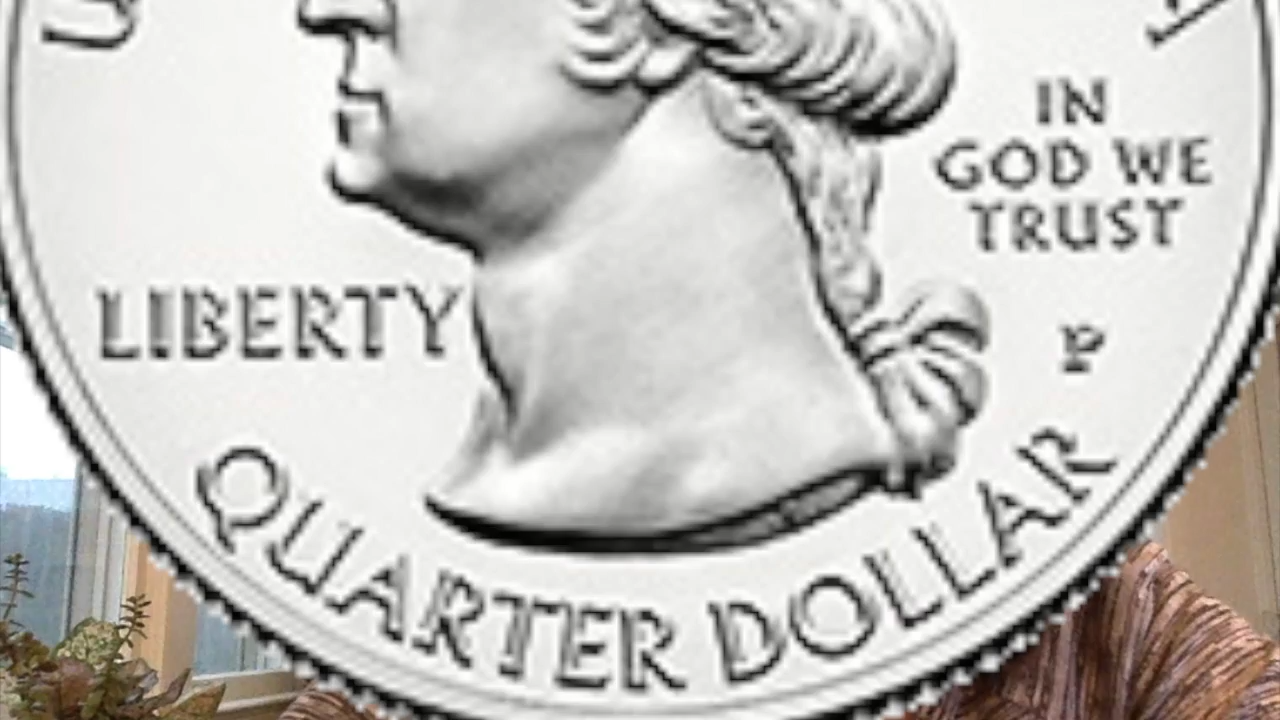 LIBERTY
IN
GOD WE
TRUST
P
QUARTER DOLLAR